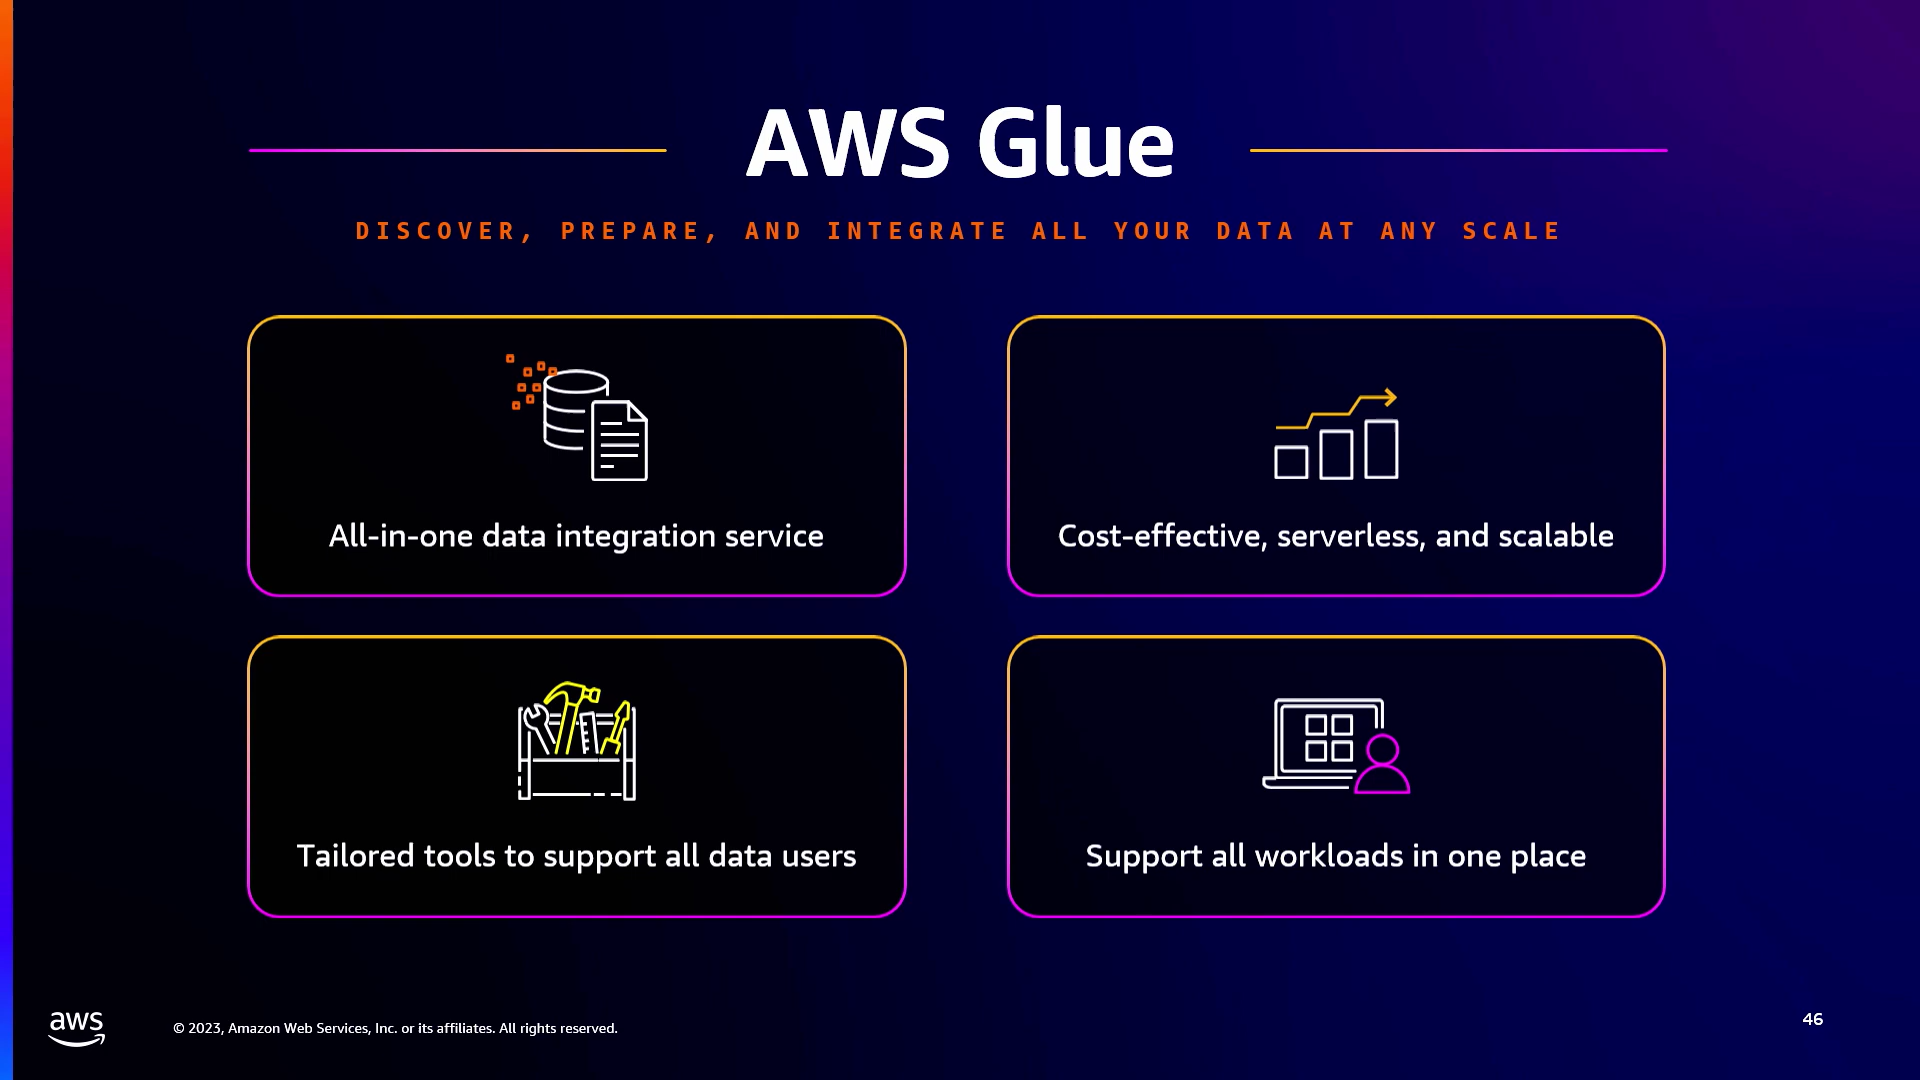 AWS Glue
DISCOVER, PREPARE, AND INTEGRATE ALL YOUR DATA AT ANY SCALE
All-in-one data integration service
Cost-effective, serverless, and scalable
Tailored tools to support all data users
Support all workloads in one place
aws
© 2023, Amazon Web Services, Inc. or its affiliates. All rights reserved.
46